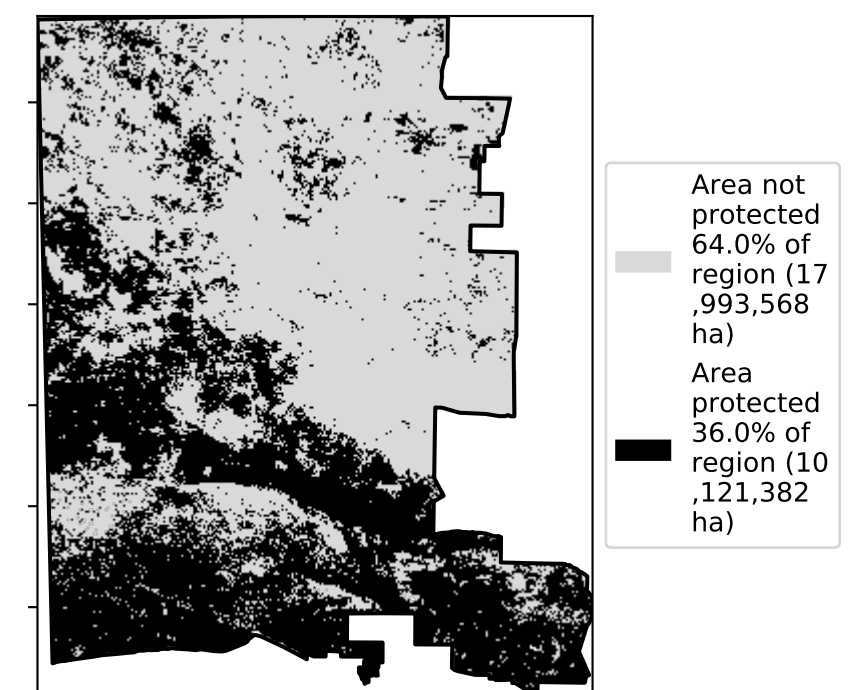 Area not
protected
64.0% of
region (17
,993,568
ha)
Area
protected
36.0% of
region (10
,121,382
ha)